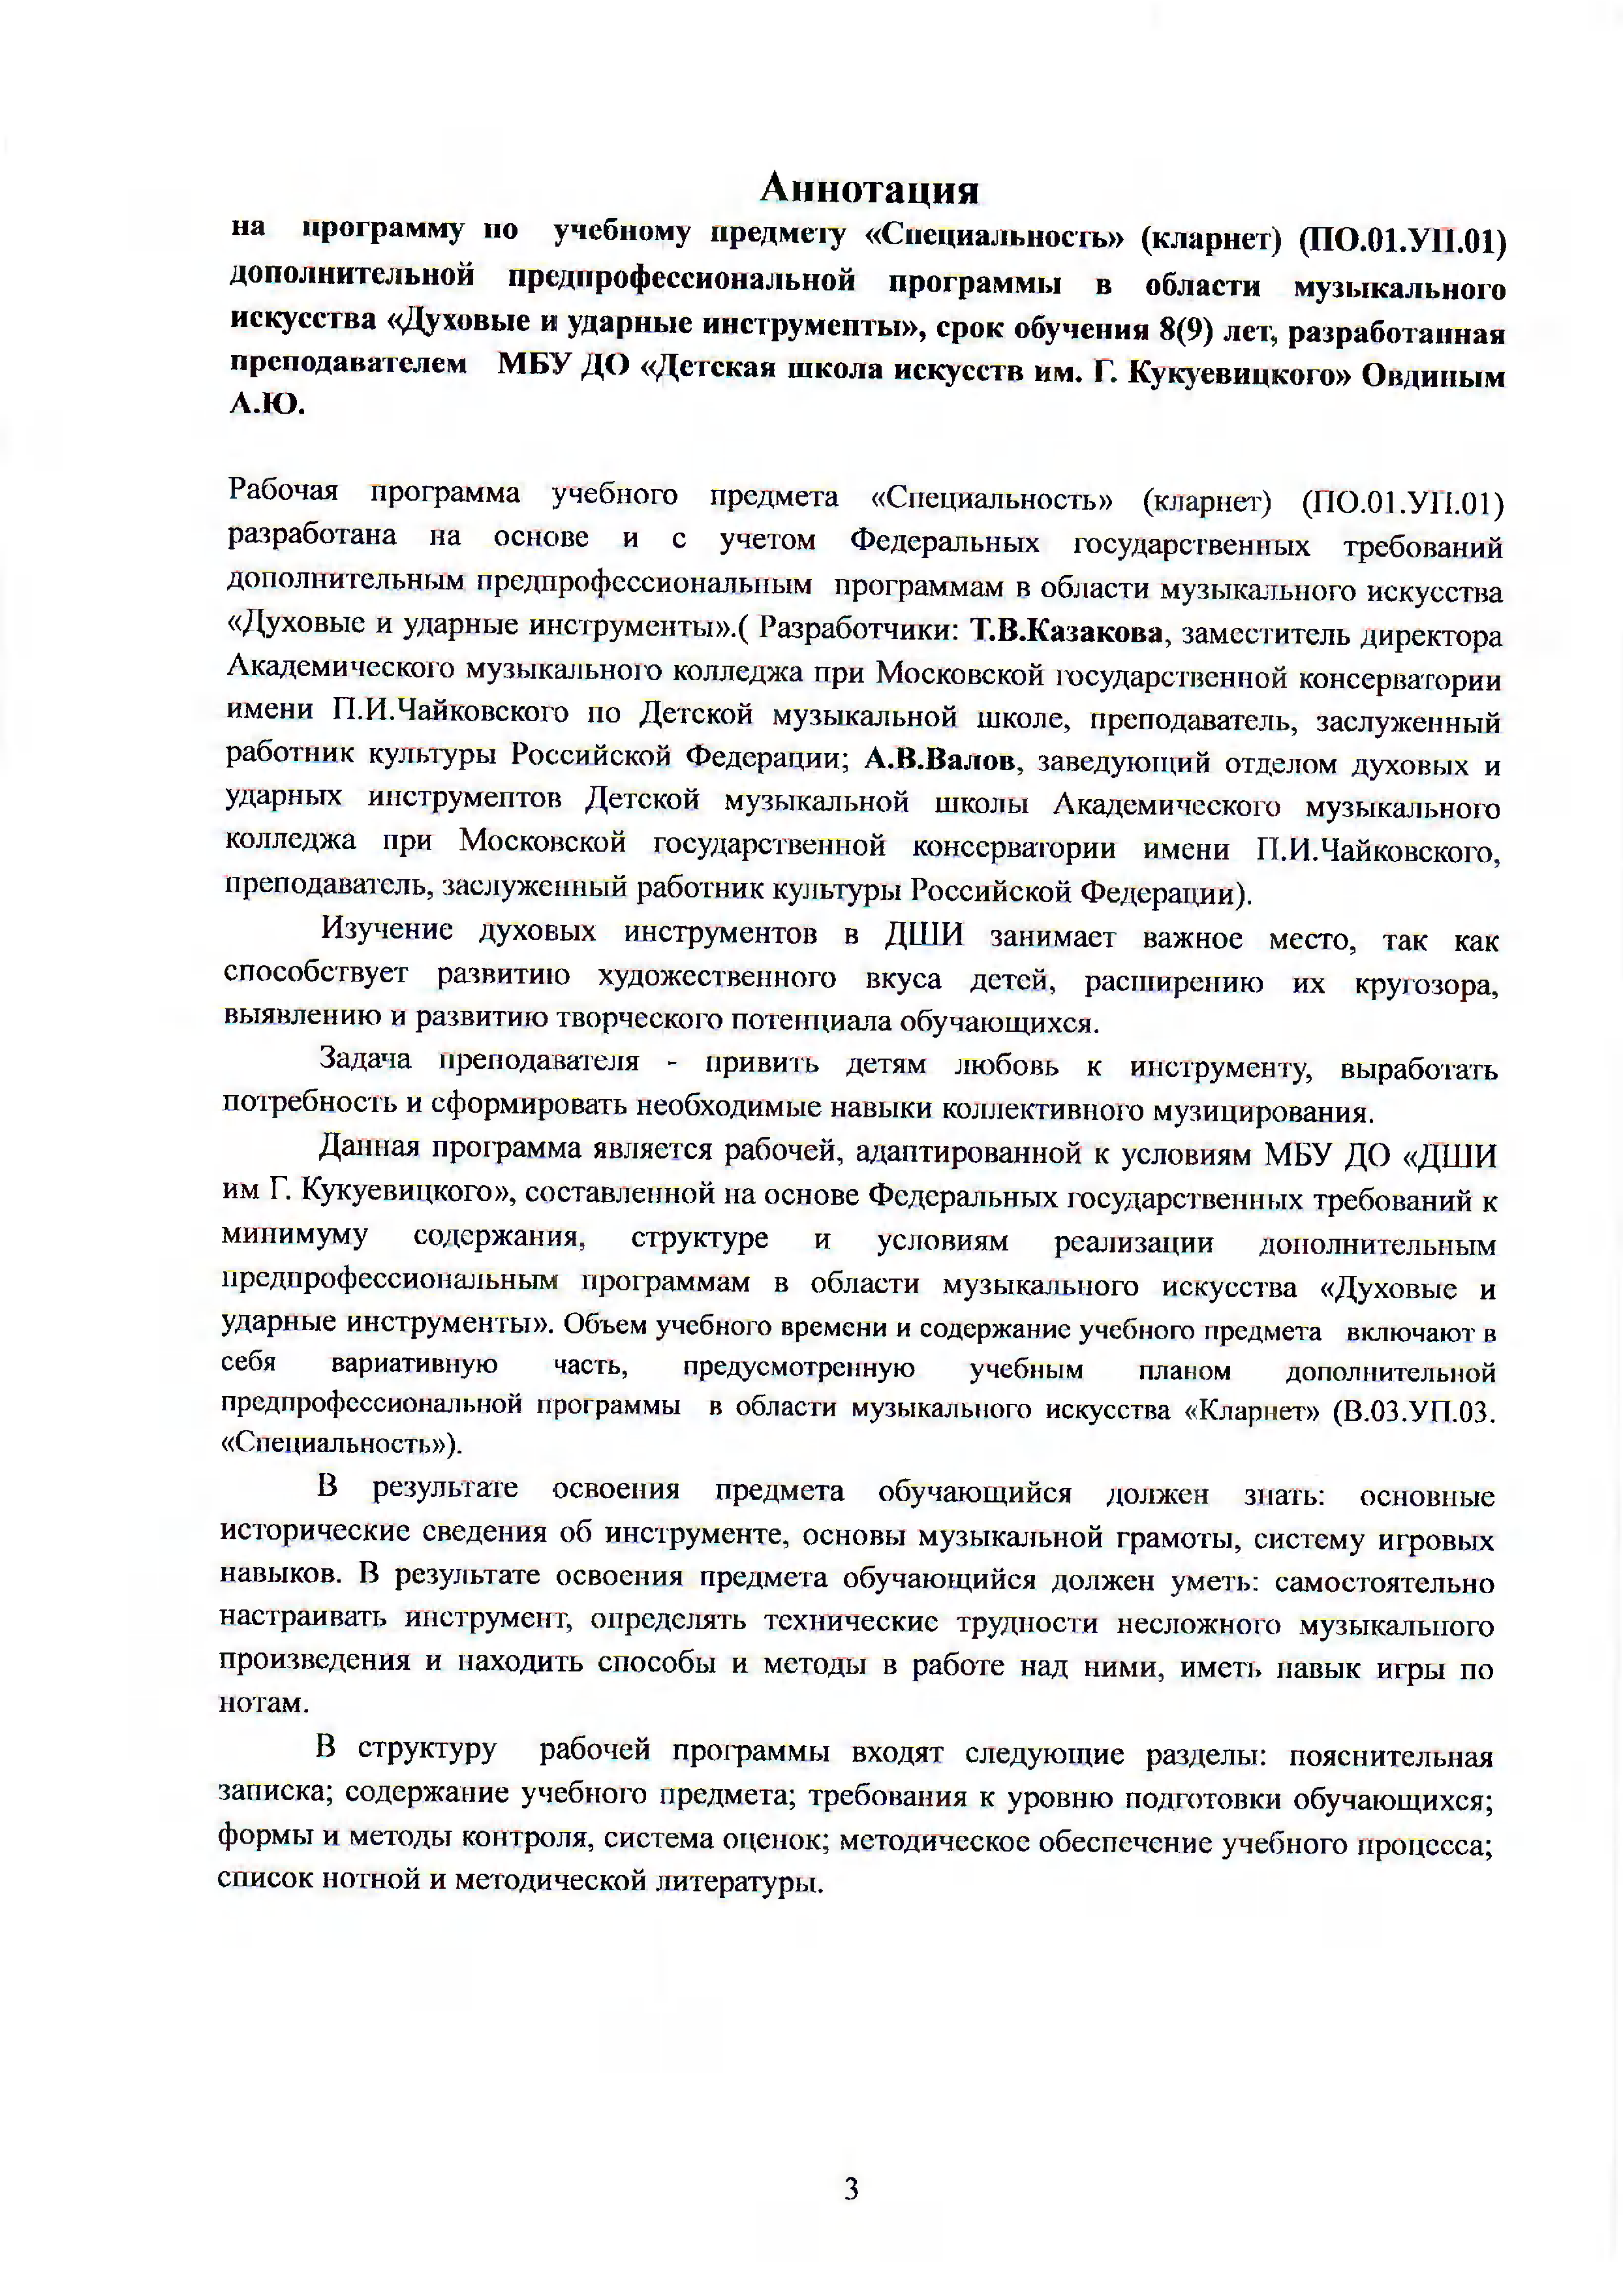 Аннотация
на программу по учебному предмету «Специальность» (кларнет) (ПО.01.УП.01)
дополнительной предпрофессиональной программы в области музыкального
искусства «Духовые и ударные инструменты», срок обучения 8(9) лет, разработанная
преподавателем МБУ ДО «Детская школа искусств им. Г. Кукуевицкого» Овдиным
А.Ю.
Рабочая программа учебного предмета «Специальность» (кларнет) (ПО.01.УП.01)
разработана на основе и с учетом Федеральных государственных требований
дополнительным предпрофессиональным программам в области музыкального искусства
«Духовые и ударные инструменты».( Разработчики: Т.В.Казакова, заместитель директора
Академического музыкального колледжа при Московской государственной консерватории
имени П.И.Чайковского по Детской музыкальной школе, преподаватель, заслуженный
работник культуры Российской Федерации; А.В.Валов, заведующий отделом духовых и
ударных инструментов Детской музыкальной школы Академического музыкального
колледжа при Московской государственной консерватории имени П.И.Чайковского,
преподаватель, заслуженный работник культуры Российской Федерации).
Изучение духовых инструментов в ДШИ занимает важное место, так как
способствует развитию художественного вкуса детей, расширению их кругозора,
выявлению и развитию творческого потенциала обучающихся.
Задача преподавателя - привить детям любовь к инструменту, выработать
потребность и сформировать необходимые навыки коллективного музицирования.
Данная программа является рабочей, адаптированной к условиям МБУ ДО «ДШИ
им Г. Кукуевицкого», составленной на основе Федеральных государственных требований к
минимуму содержания, структуре и условиям реализации дополнительным
предпрофессиональным программам в области музыкального искусства «Духовые и
ударные инструменты». Объем учебного времени и содержание учебного предмета включают в
себя вариативную часть, предусмотренную учебным планом дополнительной
предпрофессиональной программы в области музыкального искусства «Кларнет» (В.03.УП.03.
«Специальность»).
В результате освоения предмета обучающийся должен знать: основные
исторические сведения об инструменте, основы музыкальной грамоты, систему игровых
навыков. В результате освоения предмета обучающийся должен уметь: самостоятельно
настраивать инструмент, определять технические трудности несложного музыкального
произведения и находить способы и методы в работе над ними, иметь навык игры по
нотам.
В структуру рабочей программы входят следующие разделы: пояснительная
записка; содержание учебного предмета; требования к уровню подготовки обучающихся;
формы и методы контроля, система оценок; методическое обеспечение учебного процесса;
список нотной и методической литературы.
3